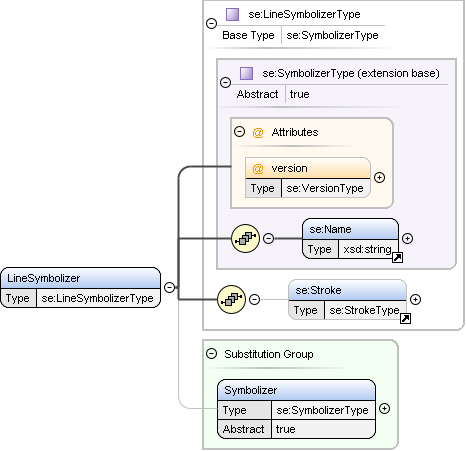 se:LineSymbolizerType
Base Type se:SymbolizerType
se:SymbolizerType (extension base)
Abstract true
@ Attributes
@ version
Type se:VersionType
se:Name
Type xsd:string
LineSymbolizer
Type se:LineSymbolizerType
se:Stroke
Type se:StrokeType
Substitution Group
Symbolizer
Type se:SymbolizerType
Abstract true